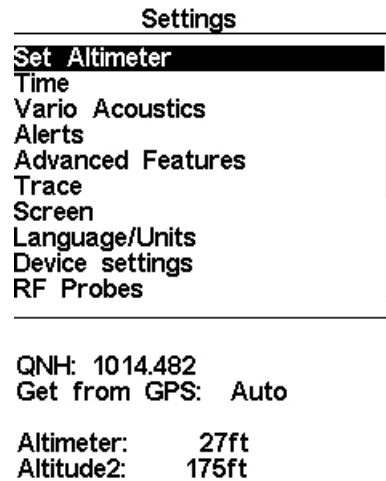 Settings
Set Altimeter
Time
Vario Acoustics
Alerts
Advanced Features
Trace
Screen
Language/Units
Device settings
RF Probes
QNH: 1014.482
Get from GPS: Auto
Altimeter: 27ft
Altitude2: 175ft